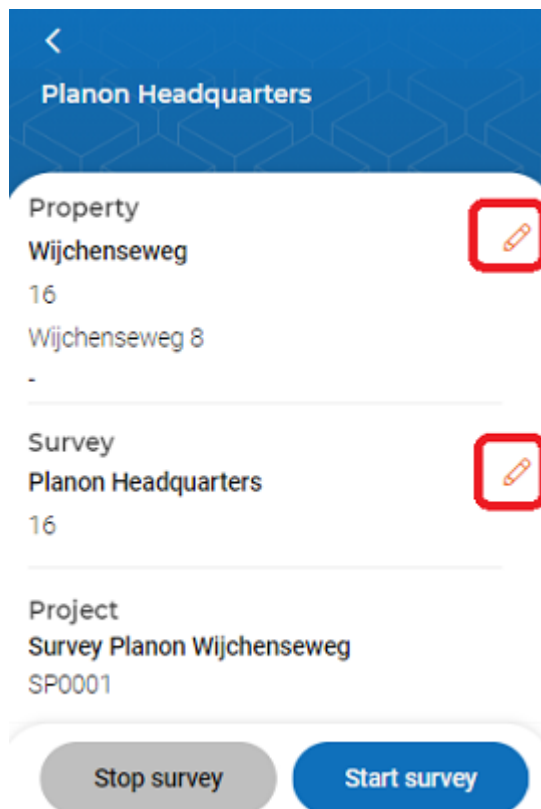 Planon Headquarters
Property
Wijchenseweg
16
Wijchenseweg 8
-
Survey
Planon Headquarters
16
Project
Survey Planon Wijchenseweg
SP0001
Stop survey
Start survey